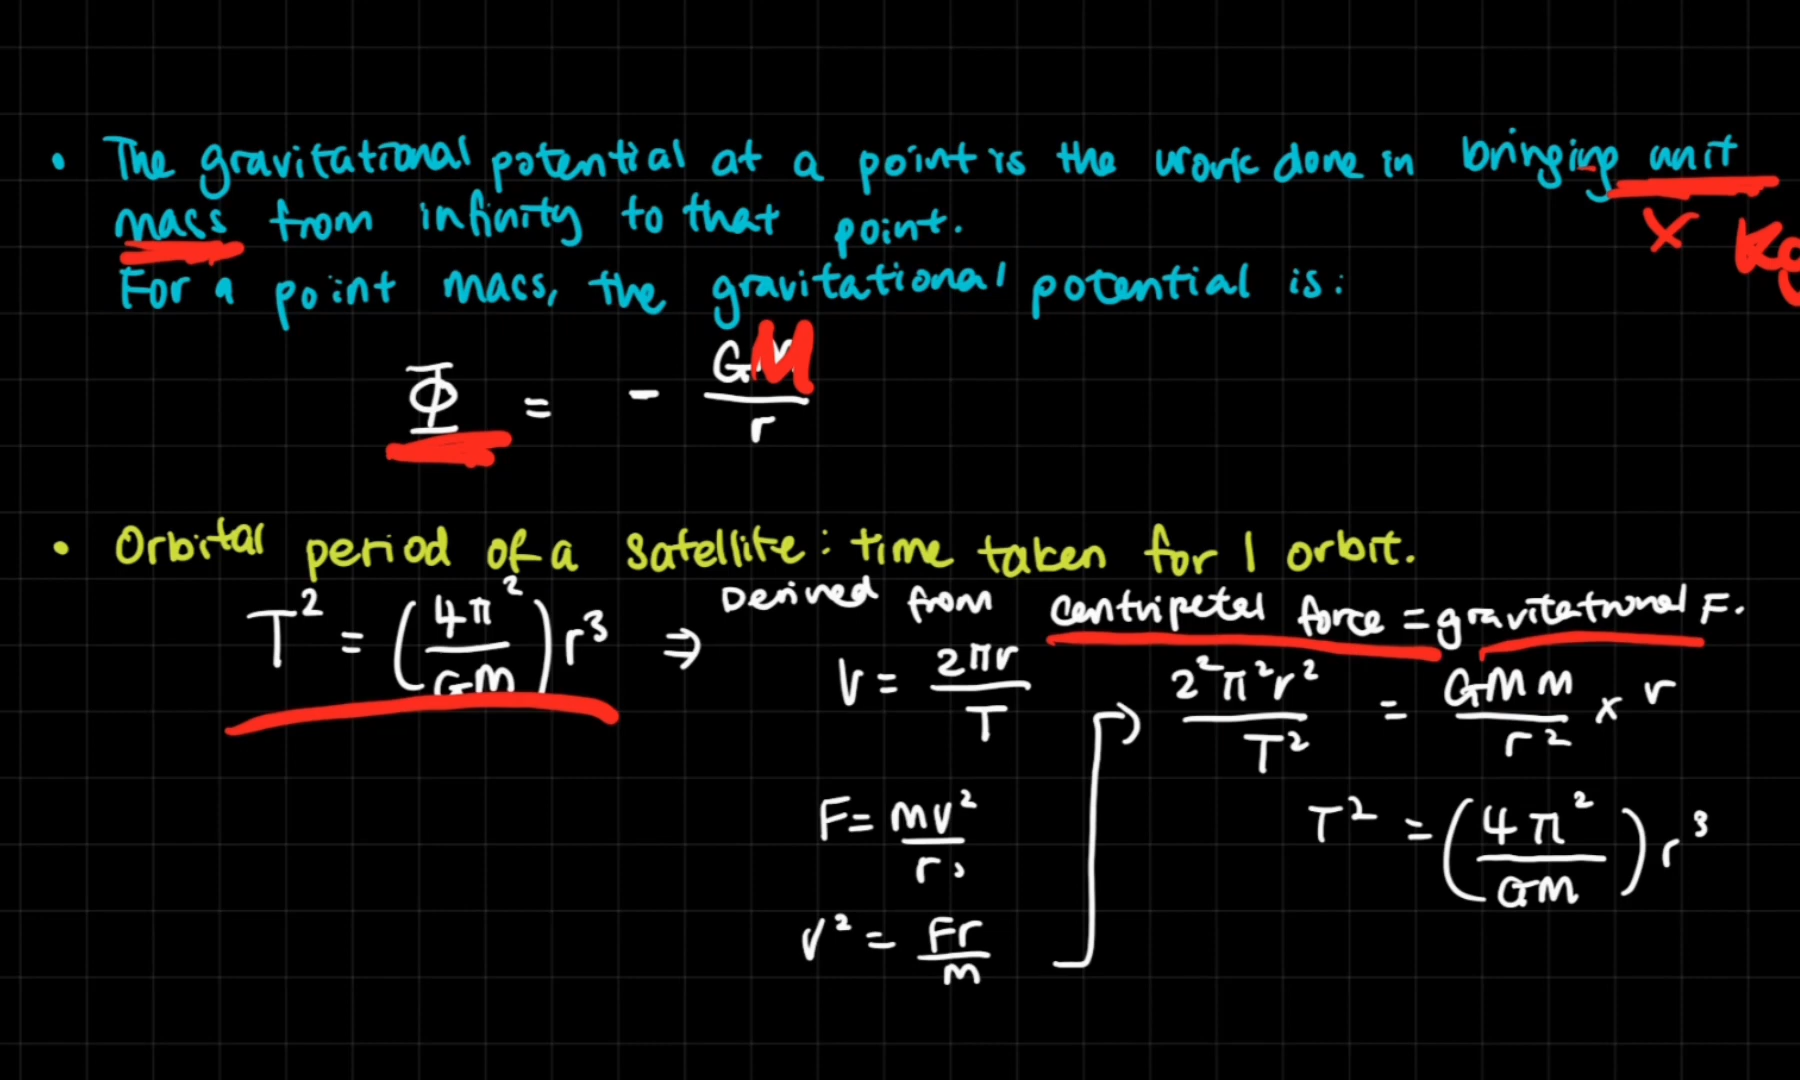 • The gravitational potential at a point is the work done in bringing unit
mass from infinity to that point.
x Kg
For a point mass, the gravitational potential is:
Φ = - GM/r
• Orbital period of a satellite: time taken for 1 orbit.
T² = (4π²/GM) r³ ⇒ Derived from centripetal force = gravitational F.
V = 2πr/T
2²π²r²/T² = GMm/r² × r
F = mv²/r,
T² = (4π²/GM) r³
V² = Fr/m